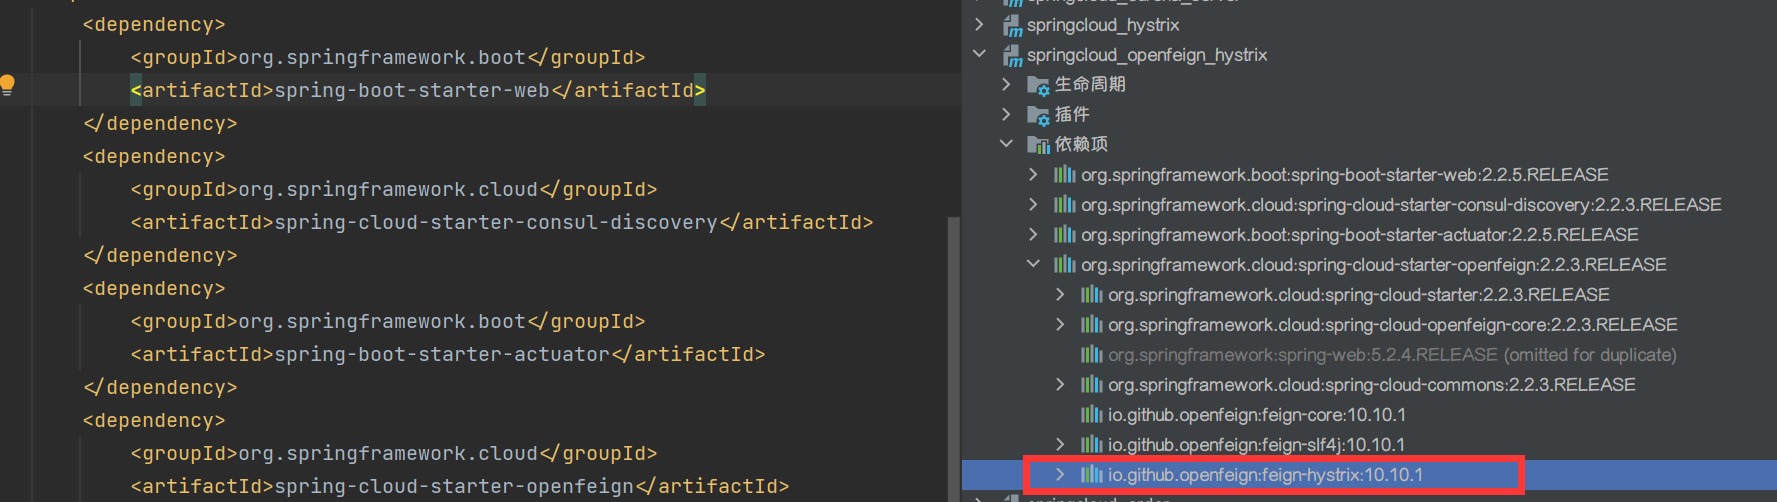 <dependency>
<groupId>org.springframework.boot</groupId>
<artifactId>spring-boot-starter-web</artifactId>
</dependency>
<dependency>
<groupId>org.springframework.cloud</groupId>
<artifactId>spring-cloud-starter-consul-discovery</artifactId>
</dependency>
<dependency>
<groupId>org.springframework.boot</groupId>
<artifactId>spring-boot-starter-actuator</artifactId>
</dependency>
<dependency>
<groupId>org.springframework.cloud</groupId>
<artifactId>spring-cloud-starter-openfeign</artifactId>
springcloud_hystrix
springcloud_openfeign_hystrix
生命周期
插件
依赖项
org.springframework.boot:spring-boot-starter-web:2.2.5.RELEASE
org.springframework.cloud:spring-cloud-starter-consul-discovery:2.2.3.RELEASE
org.springframework.boot:spring-boot-starter-actuator:2.2.5.RELEASE
org.springframework.cloud:spring-cloud-starter-openfeign:2.2.3.RELEASE
org.springframework.cloud:spring-cloud-starter:2.2.3.RELEASE
org.springframework.cloud:spring-cloud-openfeign-core:2.2.3.RELEASE
org.springframework:spring-web:5.2.4.RELEASE (omitted for duplicate)
org.springframework.cloud:spring-cloud-commons:2.2.3.RELEASE
io.github.openfeign:feign-core:10.10.1
io.github.openfeign:feign-slf4j:10.10.1
io.github.openfeign:feign-hystrix:10.10.1